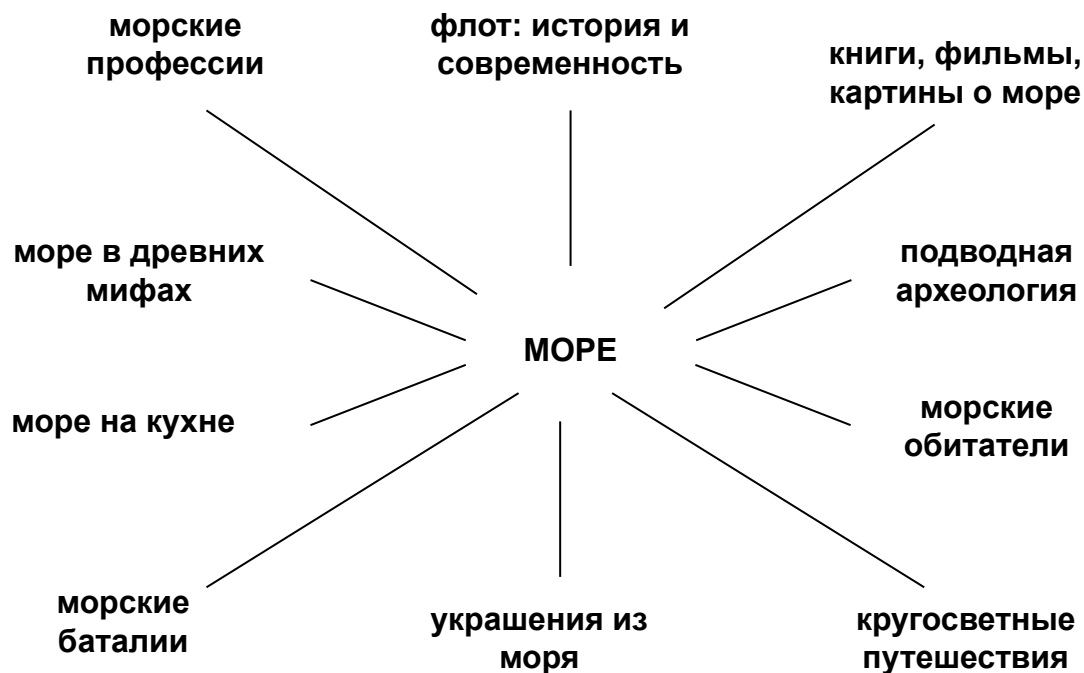 морские
профессии
флот: история и
современность
книги, фильмы,
картины о море
море в древних
мифах
подводная
археология
МОРЕ
море на кухне
морские
обитатели
морские
баталии
украшения из
моря
кругосветные
путешествия